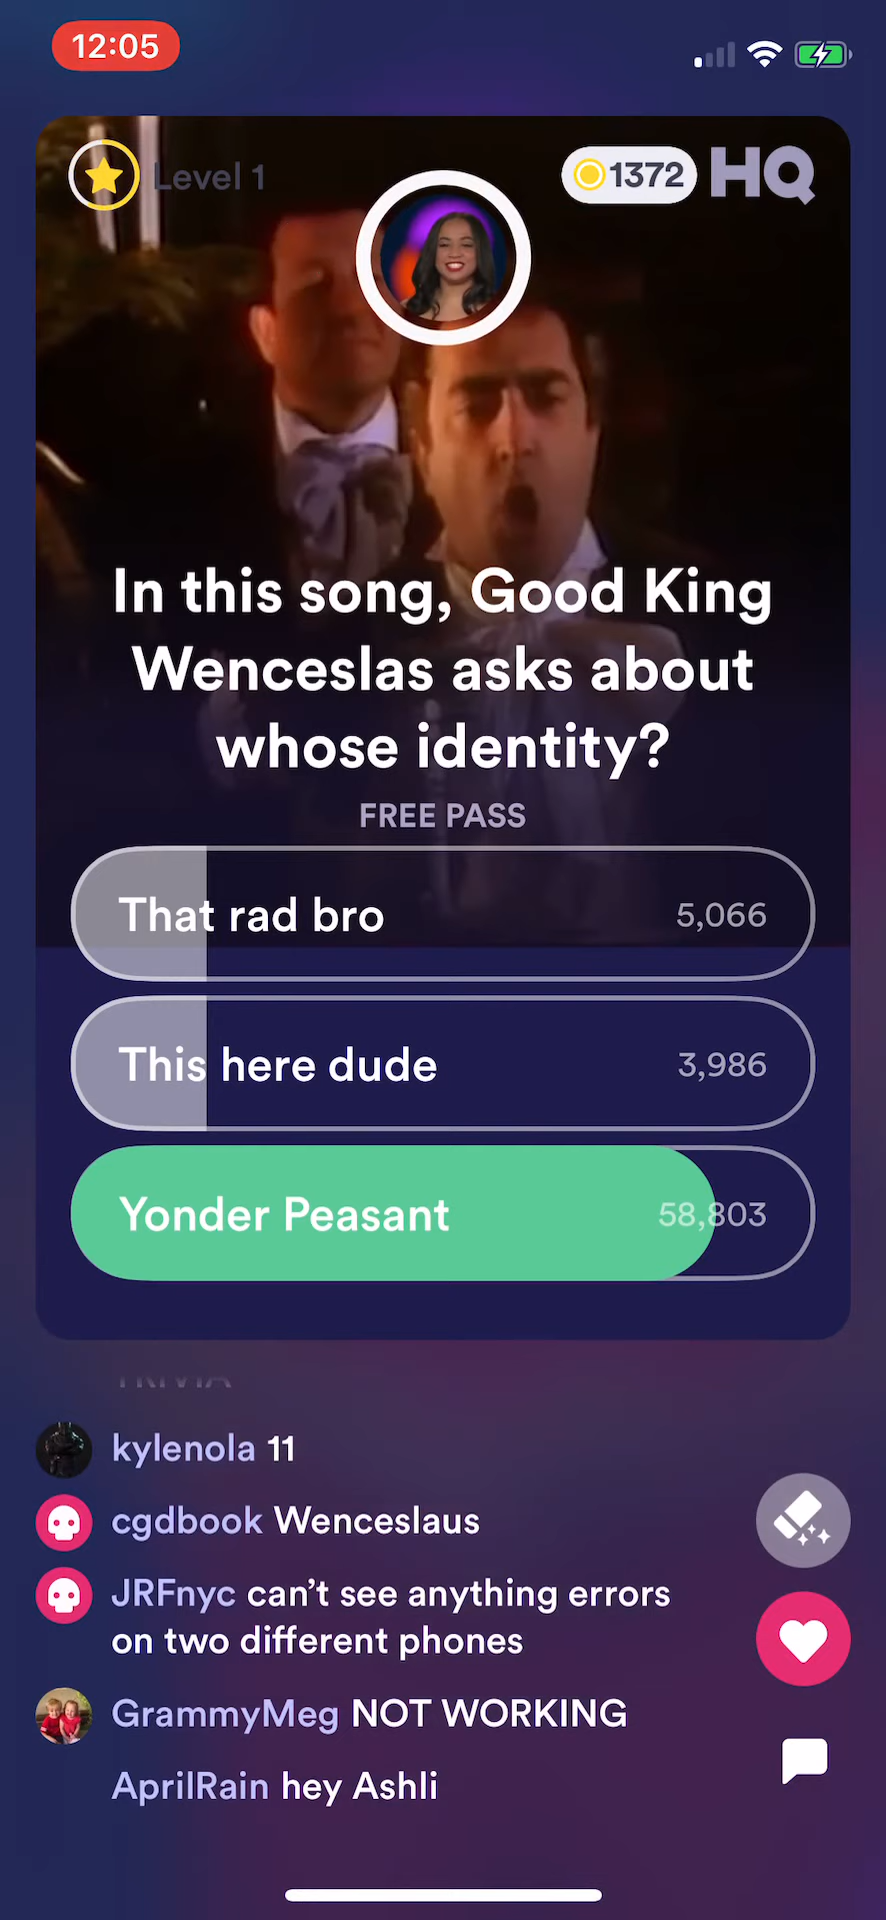 12:05
Level 1
1372 HQ
In this song, Good King
Wenceslas asks about
whose identity?
FREE PASS
That rad bro 5,066
This here dude 3,986
Yonder Peasant 58,803
TRIVIA
kylenola 11
cgdbook Wenceslaus
JRFnyc can't see anything errors
on two different phones
GrammyMeg NOT WORKING
AprilRain hey Ashli